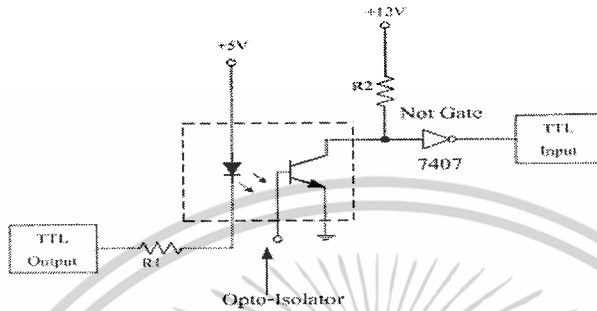 +12V
+5V
R2
Not Gate
7407
TTL
Input
TTL
Output
R1
Opto-Isolator